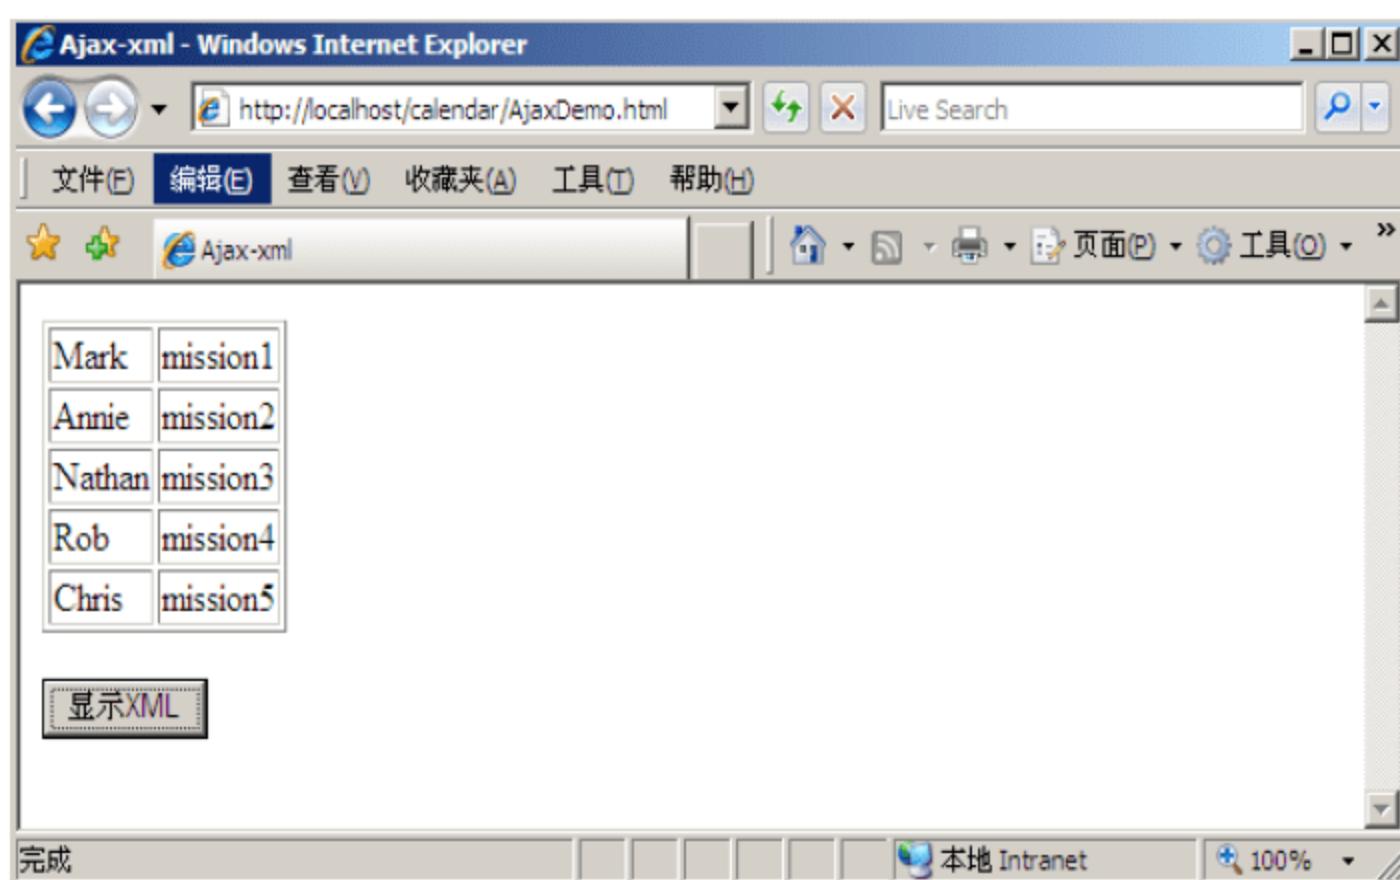 Ajax-xml - Windows Internet Explorer
http://localhost/calendar/AjaxDemo.html Live Search
文件(F) 编辑(E) 查看(V) 收藏夹(A) 工具(T) 帮助(H)
Ajax-xml 页面(P) 工具(O) »
Mark mission1
Annie mission2
Nathan mission3
Rob mission4
Chris mission5
显示XML
完成 本地 Intranet 100%